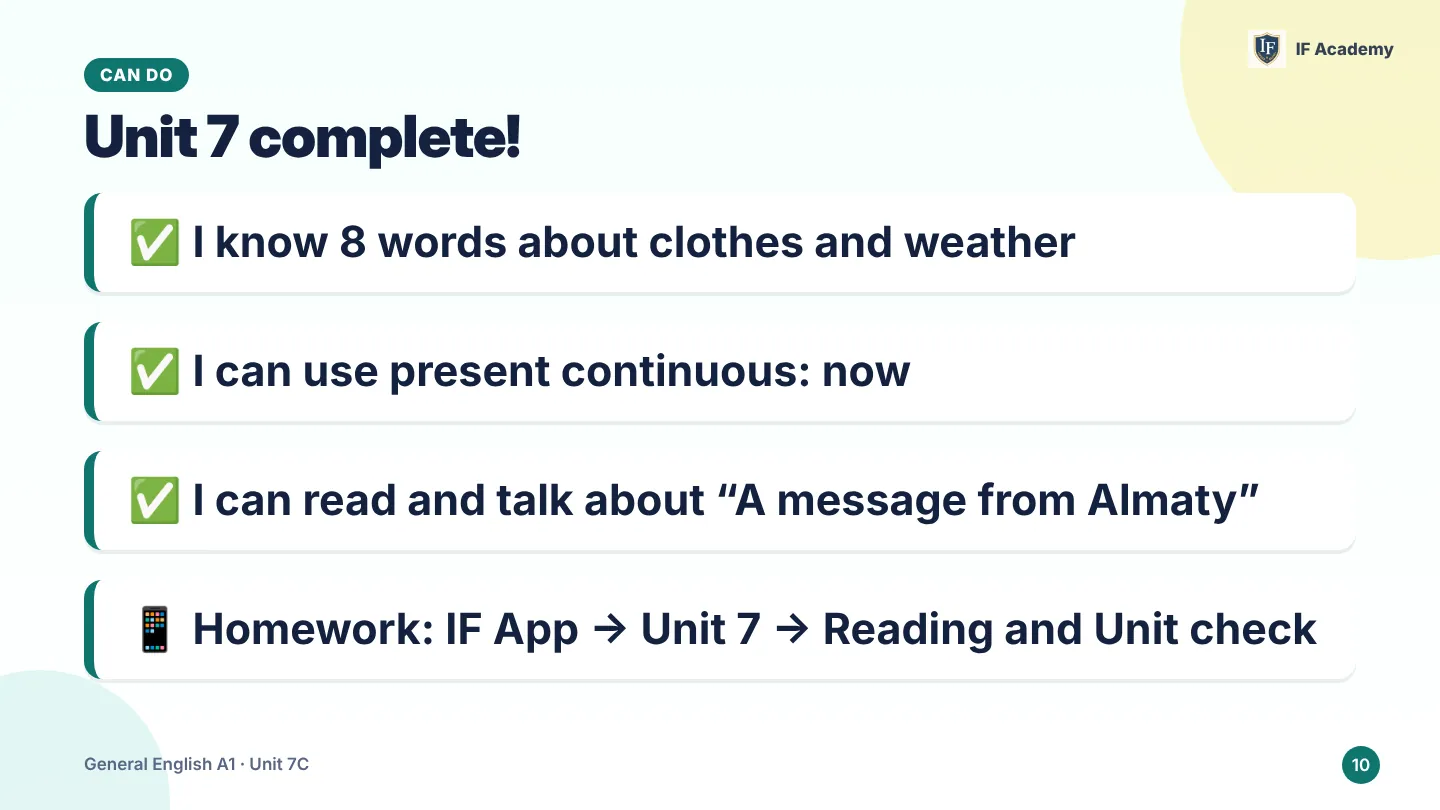 IF
IF Academy
CAN DO
Unit 7 complete!
✅ I know 8 words about clothes and weather
✅ I can use present continuous: now
✅ I can read and talk about “A message from Almaty”
📱 Homework: IF App → Unit 7 → Reading and Unit check
General English A1 · Unit 7C
10